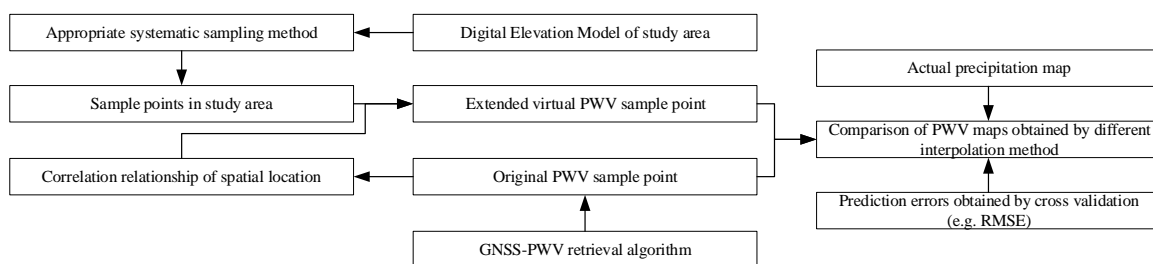 Appropriate systematic sampling method
Digital Elevation Model of study area
Actual precipitation map
Sample points in study area
Extended virtual PWV sample point
Comparison of PWV maps obtained by different
interpolation method
Correlation relationship of spatial location
Original PWV sample point
Prediction errors obtained by cross validation
(e.g. RMSE)
GNSS-PWV retrieval algorithm